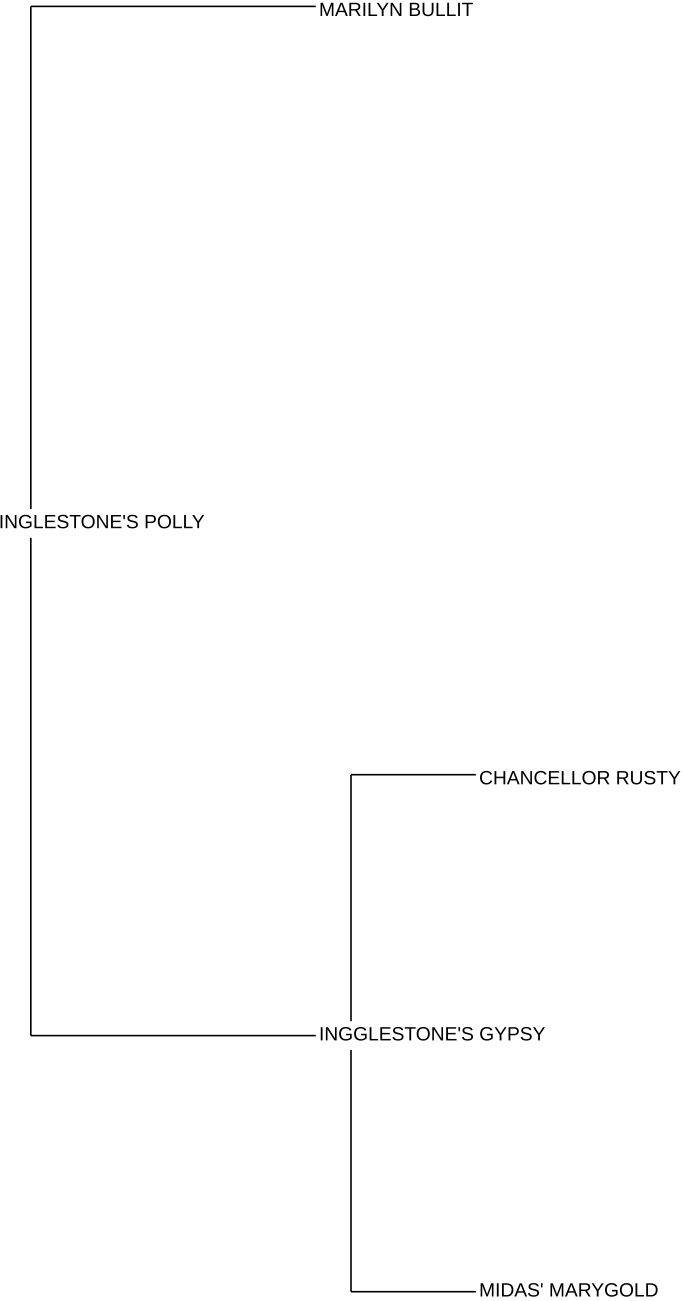 MARILYN BULLIT
INGLESTONE'S POLLY
CHANCELLOR RUSTY
INGGLESTONE'S GYPSY
MIDAS' MARYGOLD